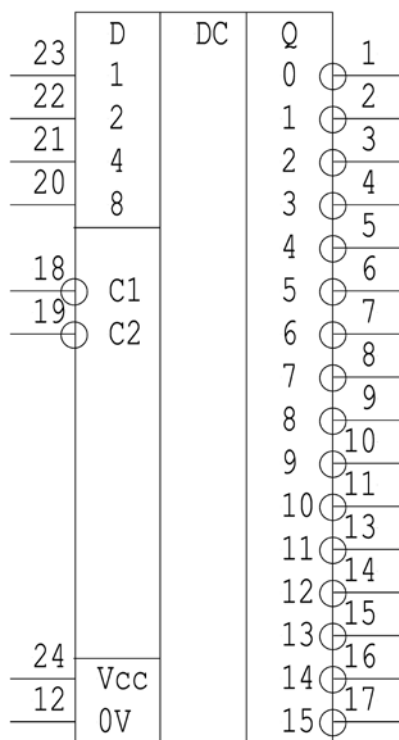 D DC Q
23 1 0 1
22 2 1 2
21 4 2 3
20 8 3 4
4 5
18 C1 5 6
19 C2 6 7
7 8
8 9
9 10
10 11
11 13
12 14
13 15
24 Vcc 14 16
12 0V 15 17